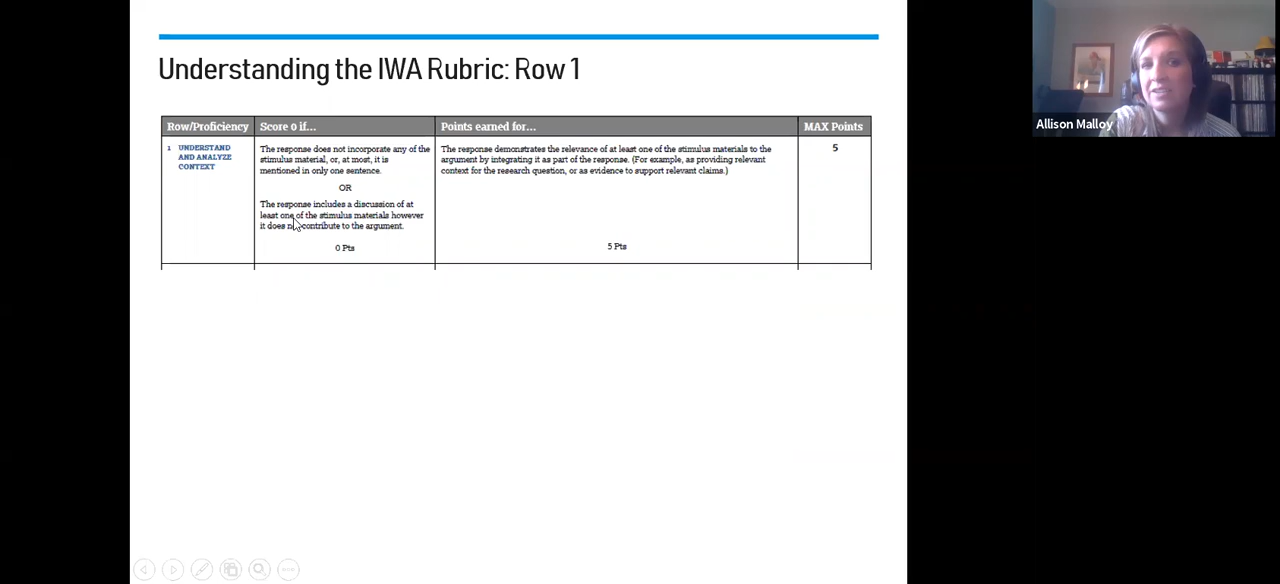 Understanding the IWA Rubric: Row 1
Row/Proficiency
Score 0 if...
Points earned for...
MAX Points
1 UNDERSTAND
AND ANALYZE
CONTEXT
The response does not incorporate any of the
stimulus material, or, at most, it is
mentioned in only one sentence.
OR
The response includes a discussion of at
least one of the stimulus materials however
it does not contribute to the argument.
0 Pts
The response demonstrates the relevance of at least one of the stimulus materials to the
argument by integrating it as part of the response. (For example, as providing relevant
context for the research question, or as evidence to support relevant claims.)
5 Pts
5
Allison Malloy